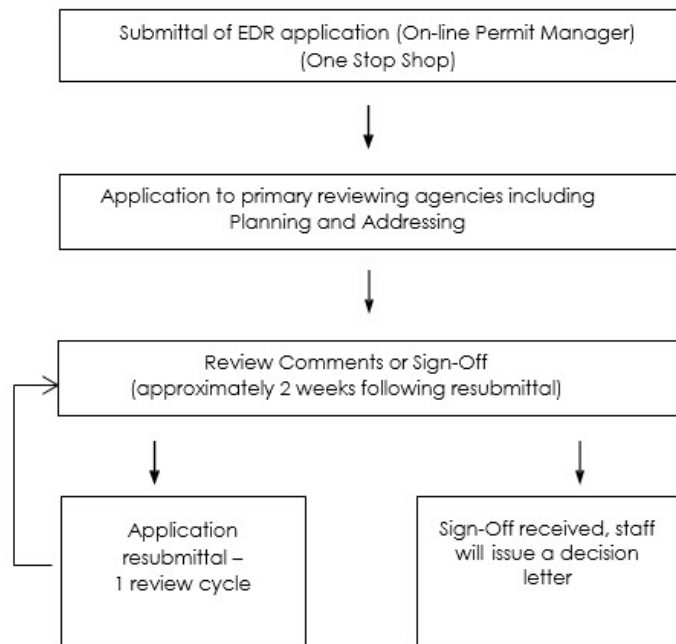 Submittal of EDR application (On-line Permit Manager)
(One Stop Shop)
Application to primary reviewing agencies including
Planning and Addressing
Review Comments or Sign-Off
(approximately 2 weeks following resubmittal)
Application
resubmittal –
1 review cycle
Sign-Off received, staff
will issue a decision
letter